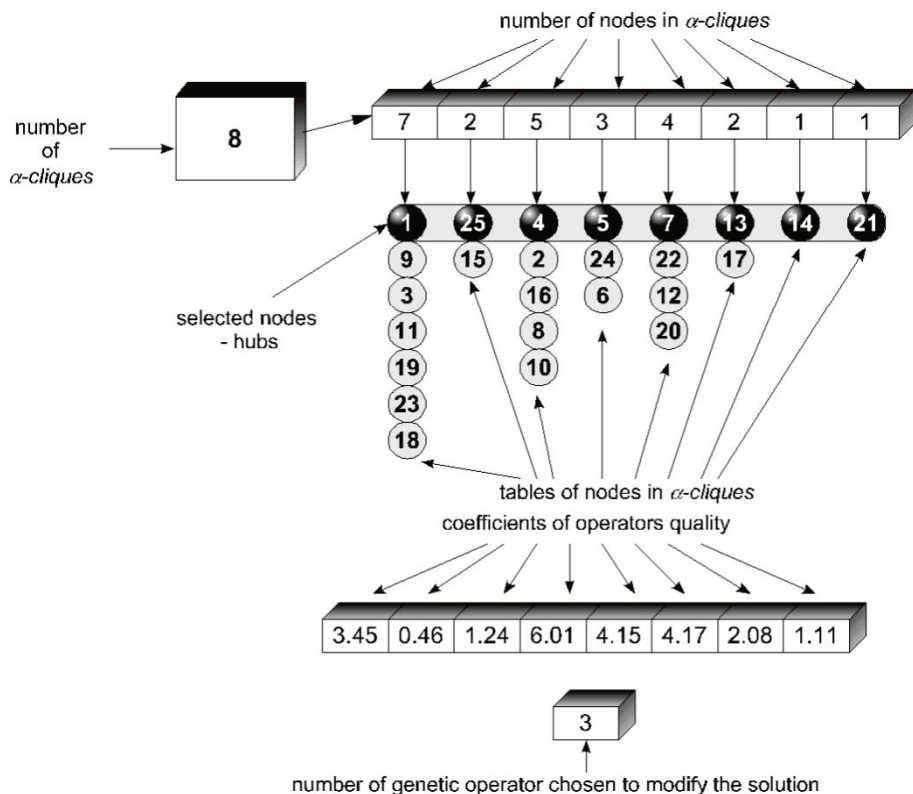 number of nodes in α-cliques
number
of
α-cliques
8
7 2 5 3 4 2 1 1
1 25 4 5 7 13 14 21
9 15 2 24 22 17
3 16 6 12
11 8 20
19 10
23
18
selected nodes
- hubs
tables of nodes in α-cliques
coefficients of operators quality
3.45 0.46 1.24 6.01 4.15 4.17 2.08 1.11
3
number of genetic operator chosen to modify the solution